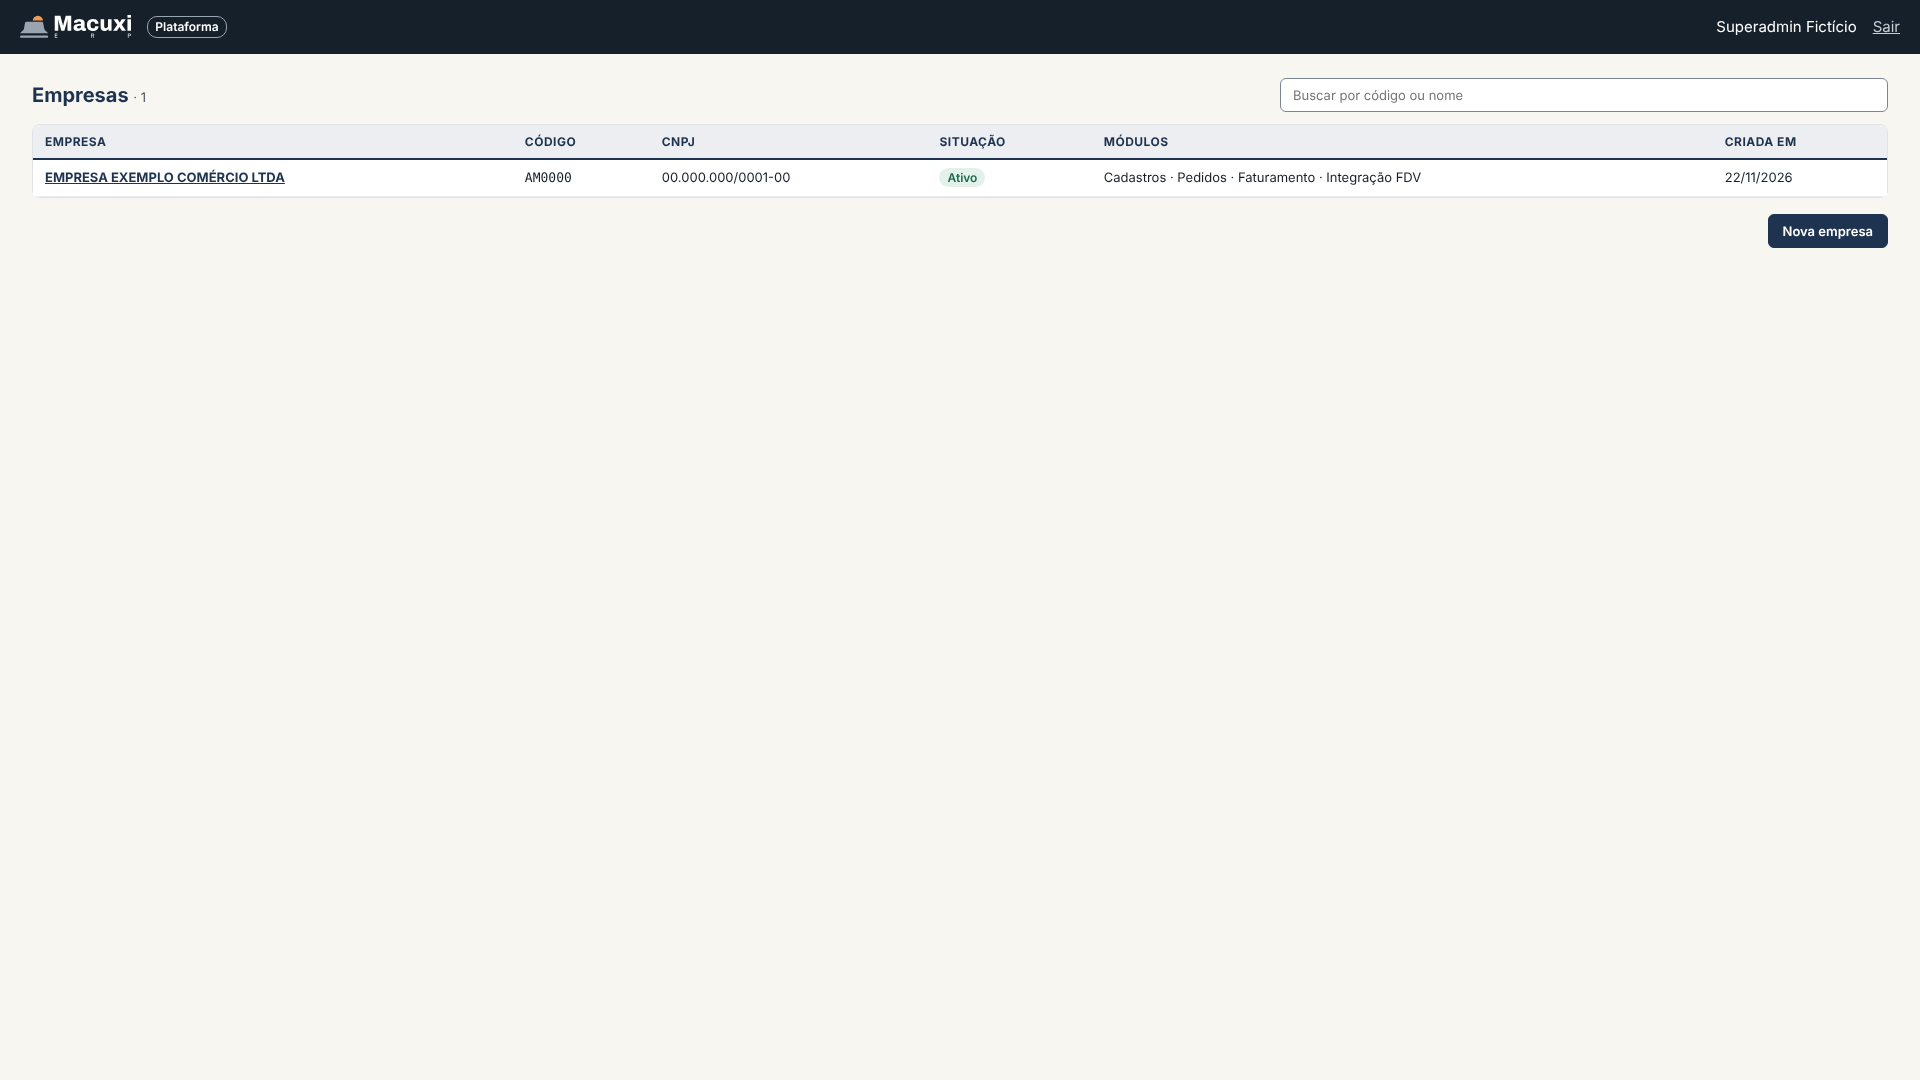 Macuxi
E R P
Plataforma
Superadmin Fictício Sair
Empresas · 1
Buscar por código ou nome
EMPRESA CÓDIGO CNPJ SITUAÇÃO MÓDULOS CRIADA EM
EMPRESA EXEMPLO COMÉRCIO LTDA AM0000 00.000.000/0001-00 Ativo Cadastros · Pedidos · Faturamento · Integração FDV 22/11/2026
Nova empresa